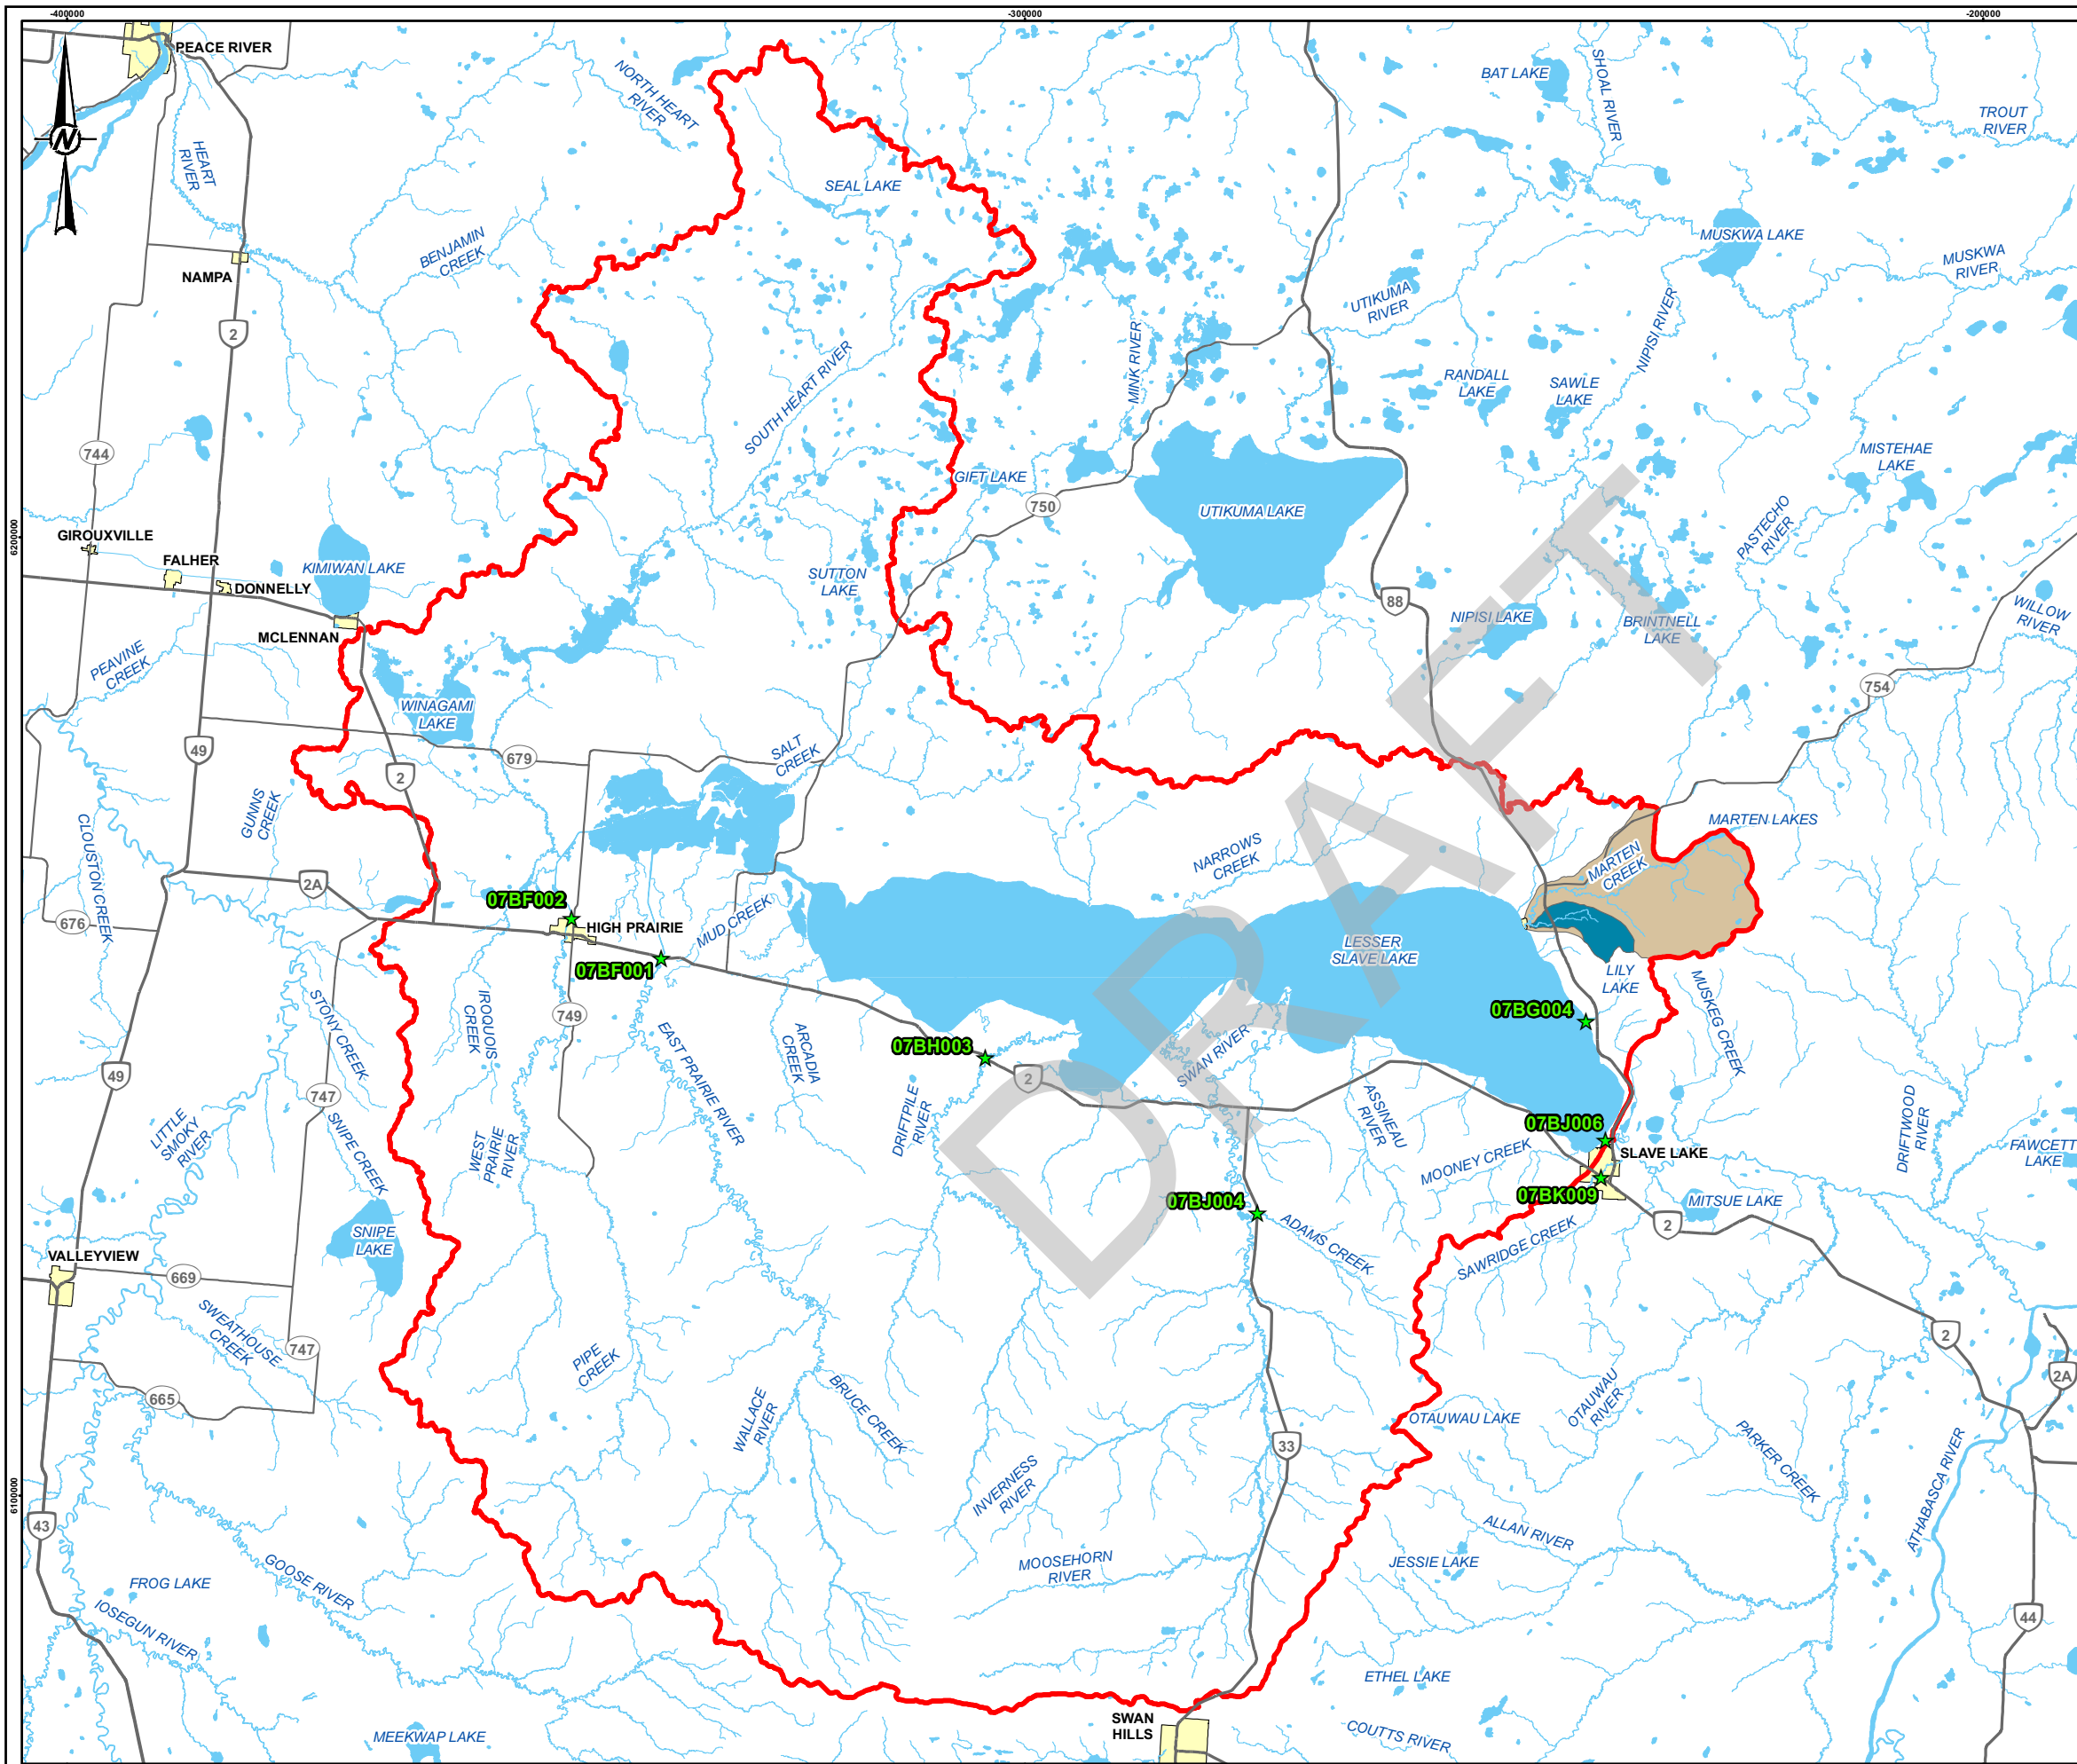 -400000
-300000
-200000
PEACE RIVER
NORTH HEART
RIVER
BAT LAKE
SHOAL RIVER
TROUT
RIVER
N
HEART
RIVER
SEAL LAKE
BENJAMIN
CREEK
MUSKWA LAKE
MUSKWA
RIVER
NAMPA
UTIKUMA
RIVER
NIPISI RIVER
2
SOUTH HEART RIVER
MINK RIVER
RANDALL
LAKE
SAWLE
LAKE
744
GIFT LAKE
750
UTIKUMA LAKE
MISTEHAE
LAKE
PASTECHO
RIVER
6200000
GIROUXVILLE
FALHER
DONNELLY
KIMIWAN LAKE
SUTTON
LAKE
88
NIPISI LAKE
BRINTNELL
LAKE
WILLOW
RIVER
MCLENNAN
PEAVINE
CREEK
WINAGAMI
LAKE
754
49
2
679
SALT
CREEK
GUNNS
CREEK
CLOUSTON CREEK
MARTEN LAKES
NARROWS
CREEK
MARTEN
CREEK
2A
676
07BF002
HIGH PRAIRIE
MUD CREEK
07BF001
LESSER
SLAVE LAKE
LILY
LAKE
MUSKEG CREEK
STONY CREEK
IROQUOIS
CREEK
749
EAST PRAIRIE RIVER
ARCADIA
CREEK
07BH003
SWAN RIVER
07BG004
49
747
2
LITTLE
SMOKY
RIVER
SNIPE CREEK
WEST
PRAIRIE
RIVER
DRIFTPILE
RIVER
ASSINEAU
RIVER
07BJ006
DRIFTWOOD
RIVER
SLAVE LAKE
FAWCETT
LAKE
MOONEY CREEK
07BJ004
07BK009
MITSUE LAKE
2
SNIPE
LAKE
ADAMS CREEK
SAWRIDGE CREEK
VALLEYVIEW
669
SWEATHOUSE
CREEK
747
2
2A
665
PIPE
CREEK
WALLACE
RIVER
BRUCE CREEK
OTAUWAU LAKE
OTAUWAU
RIVER
33
PARKER CREEK
ATHABASCA RIVER
6100000
INVERNESS
RIVER
43
ALLAN RIVER
JESSIE LAKE
MOOSEHORN
RIVER
GOOSE RIVER
FROG LAKE
IOSEGUN RIVER
44
ETHEL LAKE
SWAN
HILLS
MEEKWAP LAKE
COUTTS RIVER
DRAFT